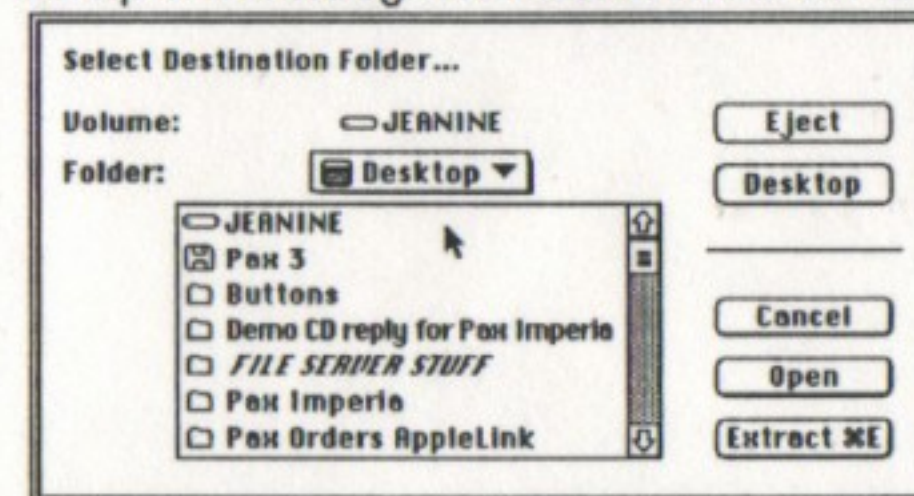 Select Destination Folder...
Volume: JEANINE
Eject
Folder: Desktop
Desktop
JEANINE
Pax 3
Buttons
Demo CD reply for Pax Imperia
FILE SERVER STUFF
Pax Imperia
Pax Orders AppleLink
Cancel
Open
Extract ⌘E